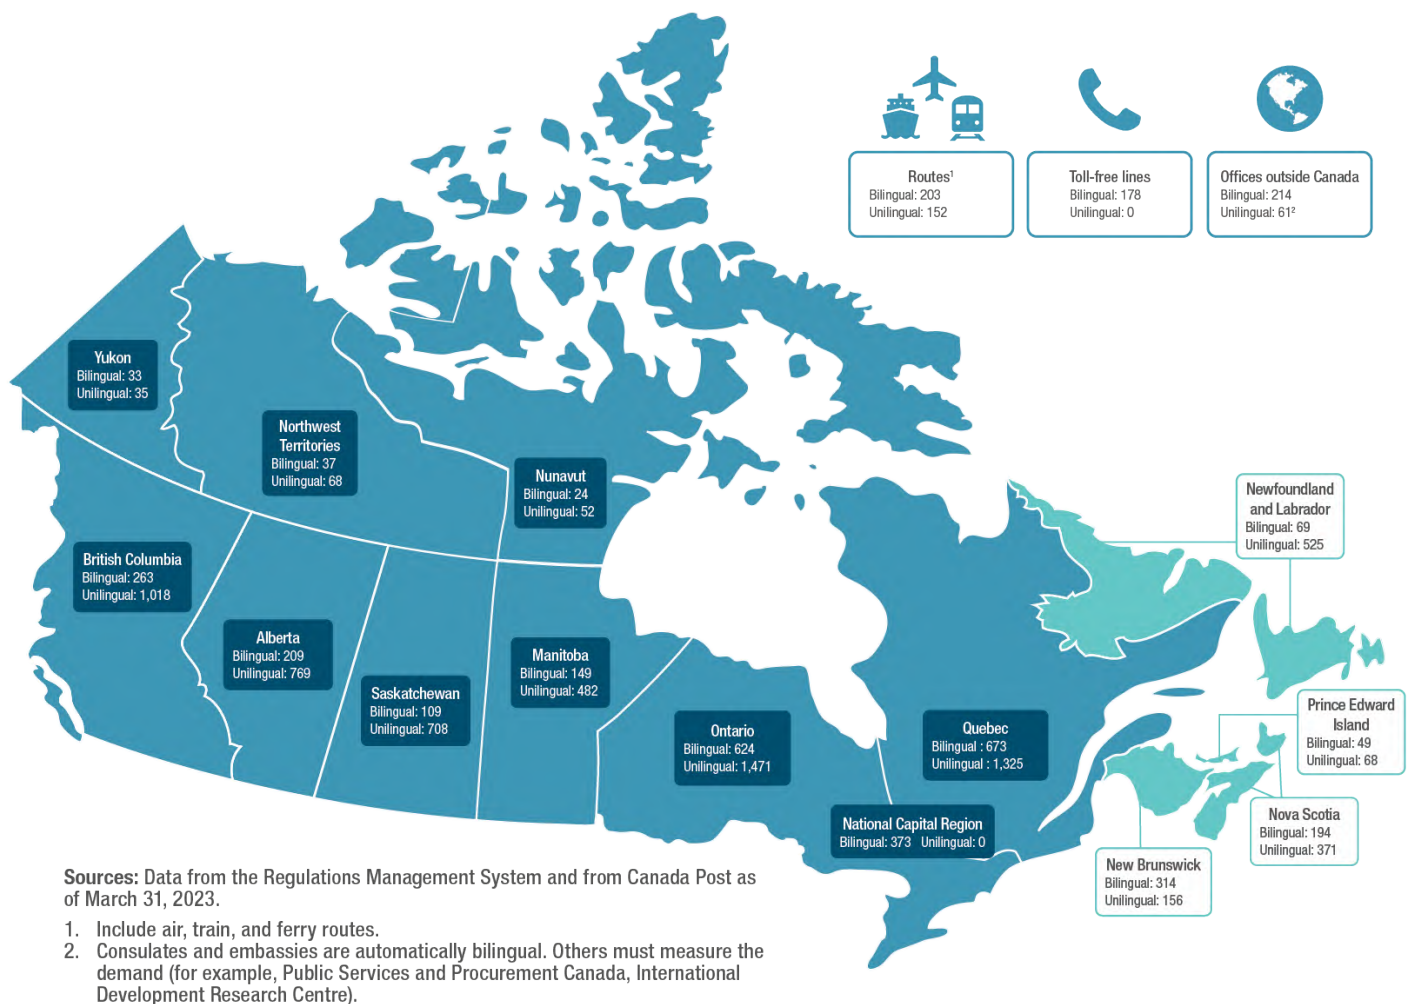 Routes¹
Bilingual: 203
Unilingual: 152
Toll-free lines
Bilingual: 178
Unilingual: 0
Offices outside Canada
Bilingual: 214
Unilingual: 61²
Yukon
Bilingual: 33
Unilingual: 35
Northwest
Territories
Bilingual: 37
Unilingual: 68
Nunavut
Bilingual: 24
Unilingual: 52
Newfoundland
and Labrador
Bilingual: 69
Unilingual: 525
British Columbia
Bilingual: 263
Unilingual: 1,018
Alberta
Bilingual: 209
Unilingual: 769
Saskatchewan
Bilingual: 109
Unilingual: 708
Manitoba
Bilingual: 149
Unilingual: 482
Ontario
Bilingual: 624
Unilingual: 1,471
Quebec
Bilingual : 673
Unilingual : 1,325
Prince Edward
Island
Bilingual: 49
Unilingual: 68
National Capital Region
Bilingual: 373 Unilingual: 0
Nova Scotia
Bilingual: 194
Unilingual: 371
New Brunswick
Bilingual: 314
Unilingual: 156
Sources: Data from the Regulations Management System and from Canada Post as
of March 31, 2023.
1. Include air, train, and ferry routes.
2. Consulates and embassies are automatically bilingual. Others must measure the
demand (for example, Public Services and Procurement Canada, International
Development Research Centre).